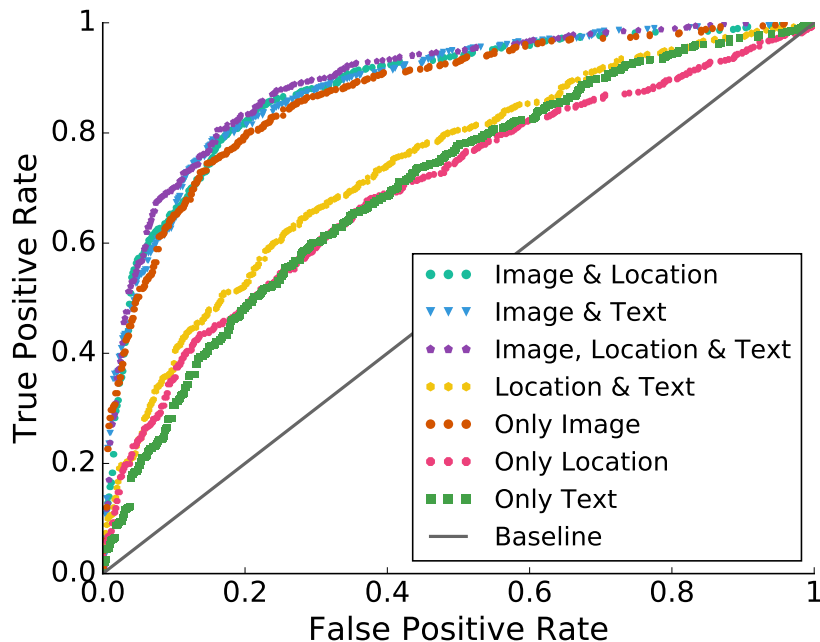 1
0.8
0.6
0.4
0.2
0.0
True Positive Rate
Image & Location
Image & Text
Image, Location & Text
Location & Text
Only Image
Only Location
Only Text
Baseline
0.0 0.2 0.4 0.6 0.8 1
False Positive Rate